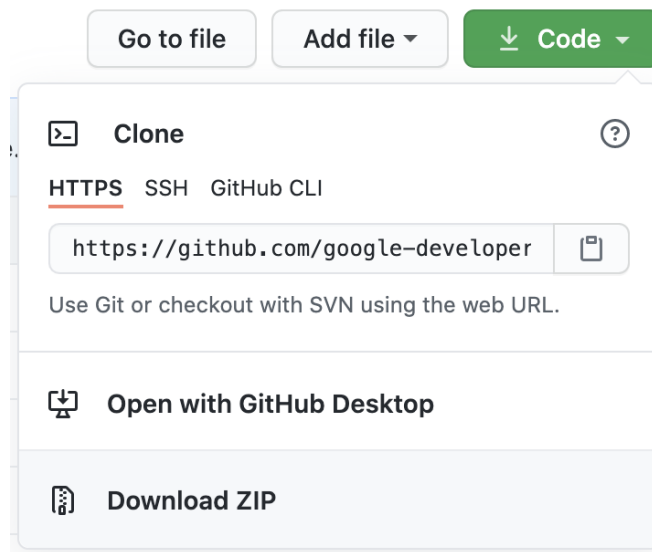 Go to file
Add file
Code
Clone
HTTPS SSH GitHub CLI
https://github.com/google-developer
Use Git or checkout with SVN using the web URL.
Open with GitHub Desktop
Download ZIP